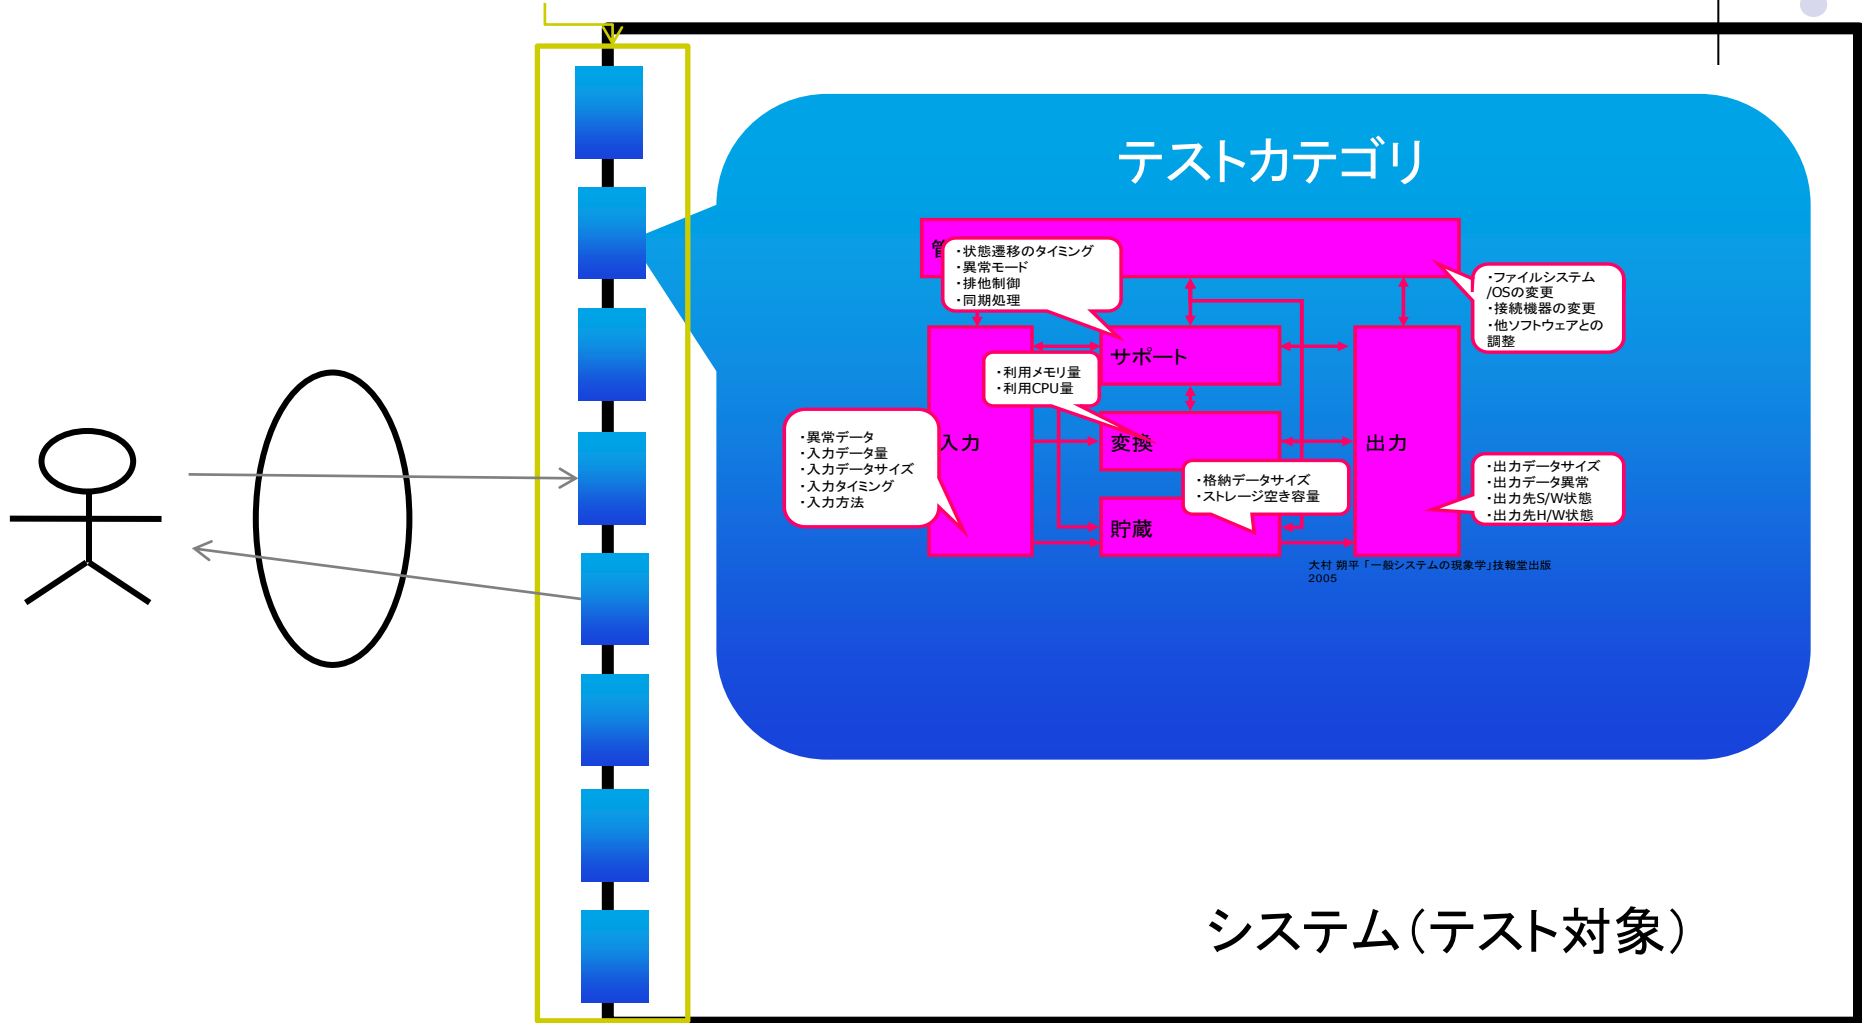 テストカテゴリ
・状態遷移のタイミング
・異常モード
・排他制御
・同期処理
・ファイルシステム
/OSの変更
・接続機器の変更
・他ソフトウェアとの
調整
サポート
・利用メモリ量
・利用CPU量
・異常データ
・入力データ量
・入力データサイズ
・入力タイミング
・入力方法
入力
変換
出力
・格納データサイズ
・ストレージ空き容量
・出力データサイズ
・出力データ異常
・出力先S/W状態
・出力先H/W状態
貯蔵
大村 朔平「一般システムの現象学」技報堂出版
2005
システム(テスト対象)